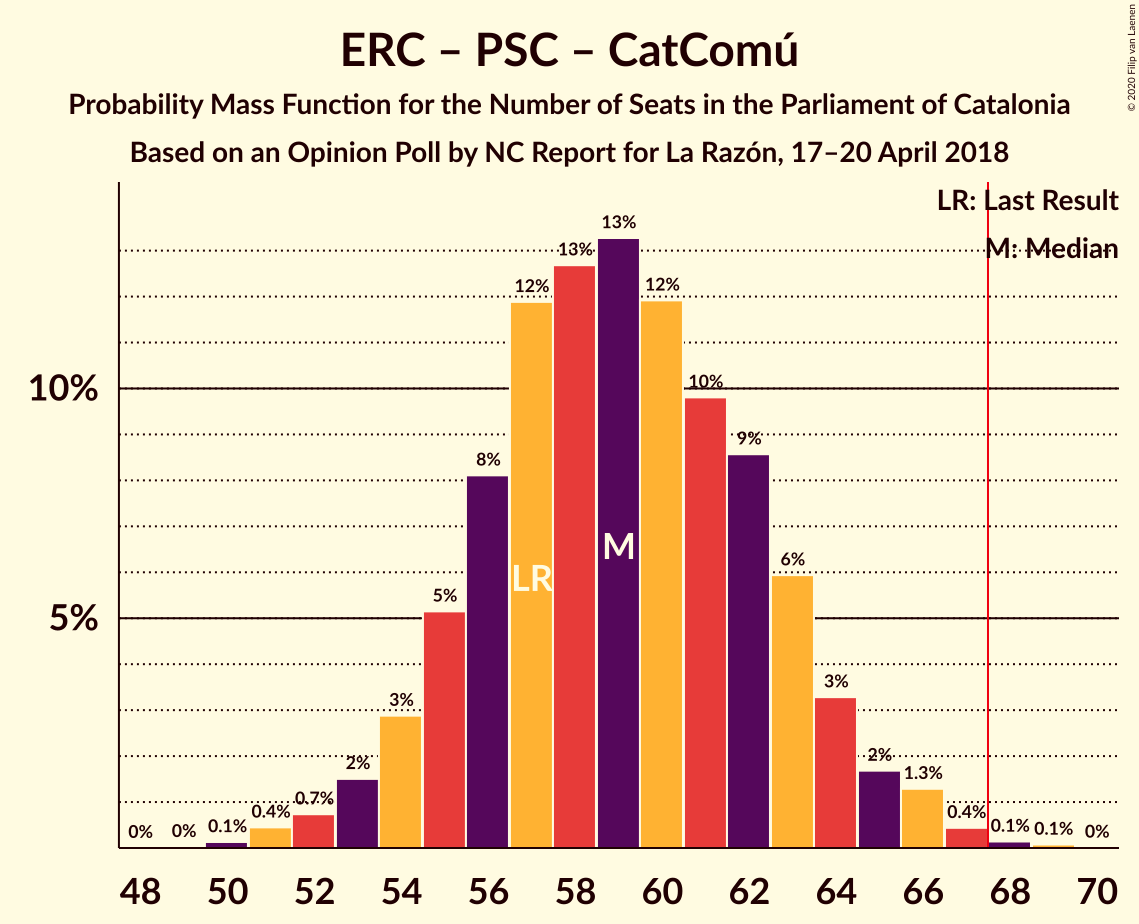 ERC – PSC – CatComú
Probability Mass Function for the Number of Seats in the Parliament of Catalonia
Based on an Opinion Poll by NC Report for La Razón, 17–20 April 2018
© 2020 Filip van Laenen
LR: Last Result
M: Median
10%
5%
0%
0%
0.1%
0.4%
0.7%
2%
3%
5%
8%
12%
13%
13%
12%
10%
9%
6%
3%
2%
1.3%
0.4%
0.1%
0.1%
0%
LR
M
48 50 52 54 56 58 60 62 64 66 68 70